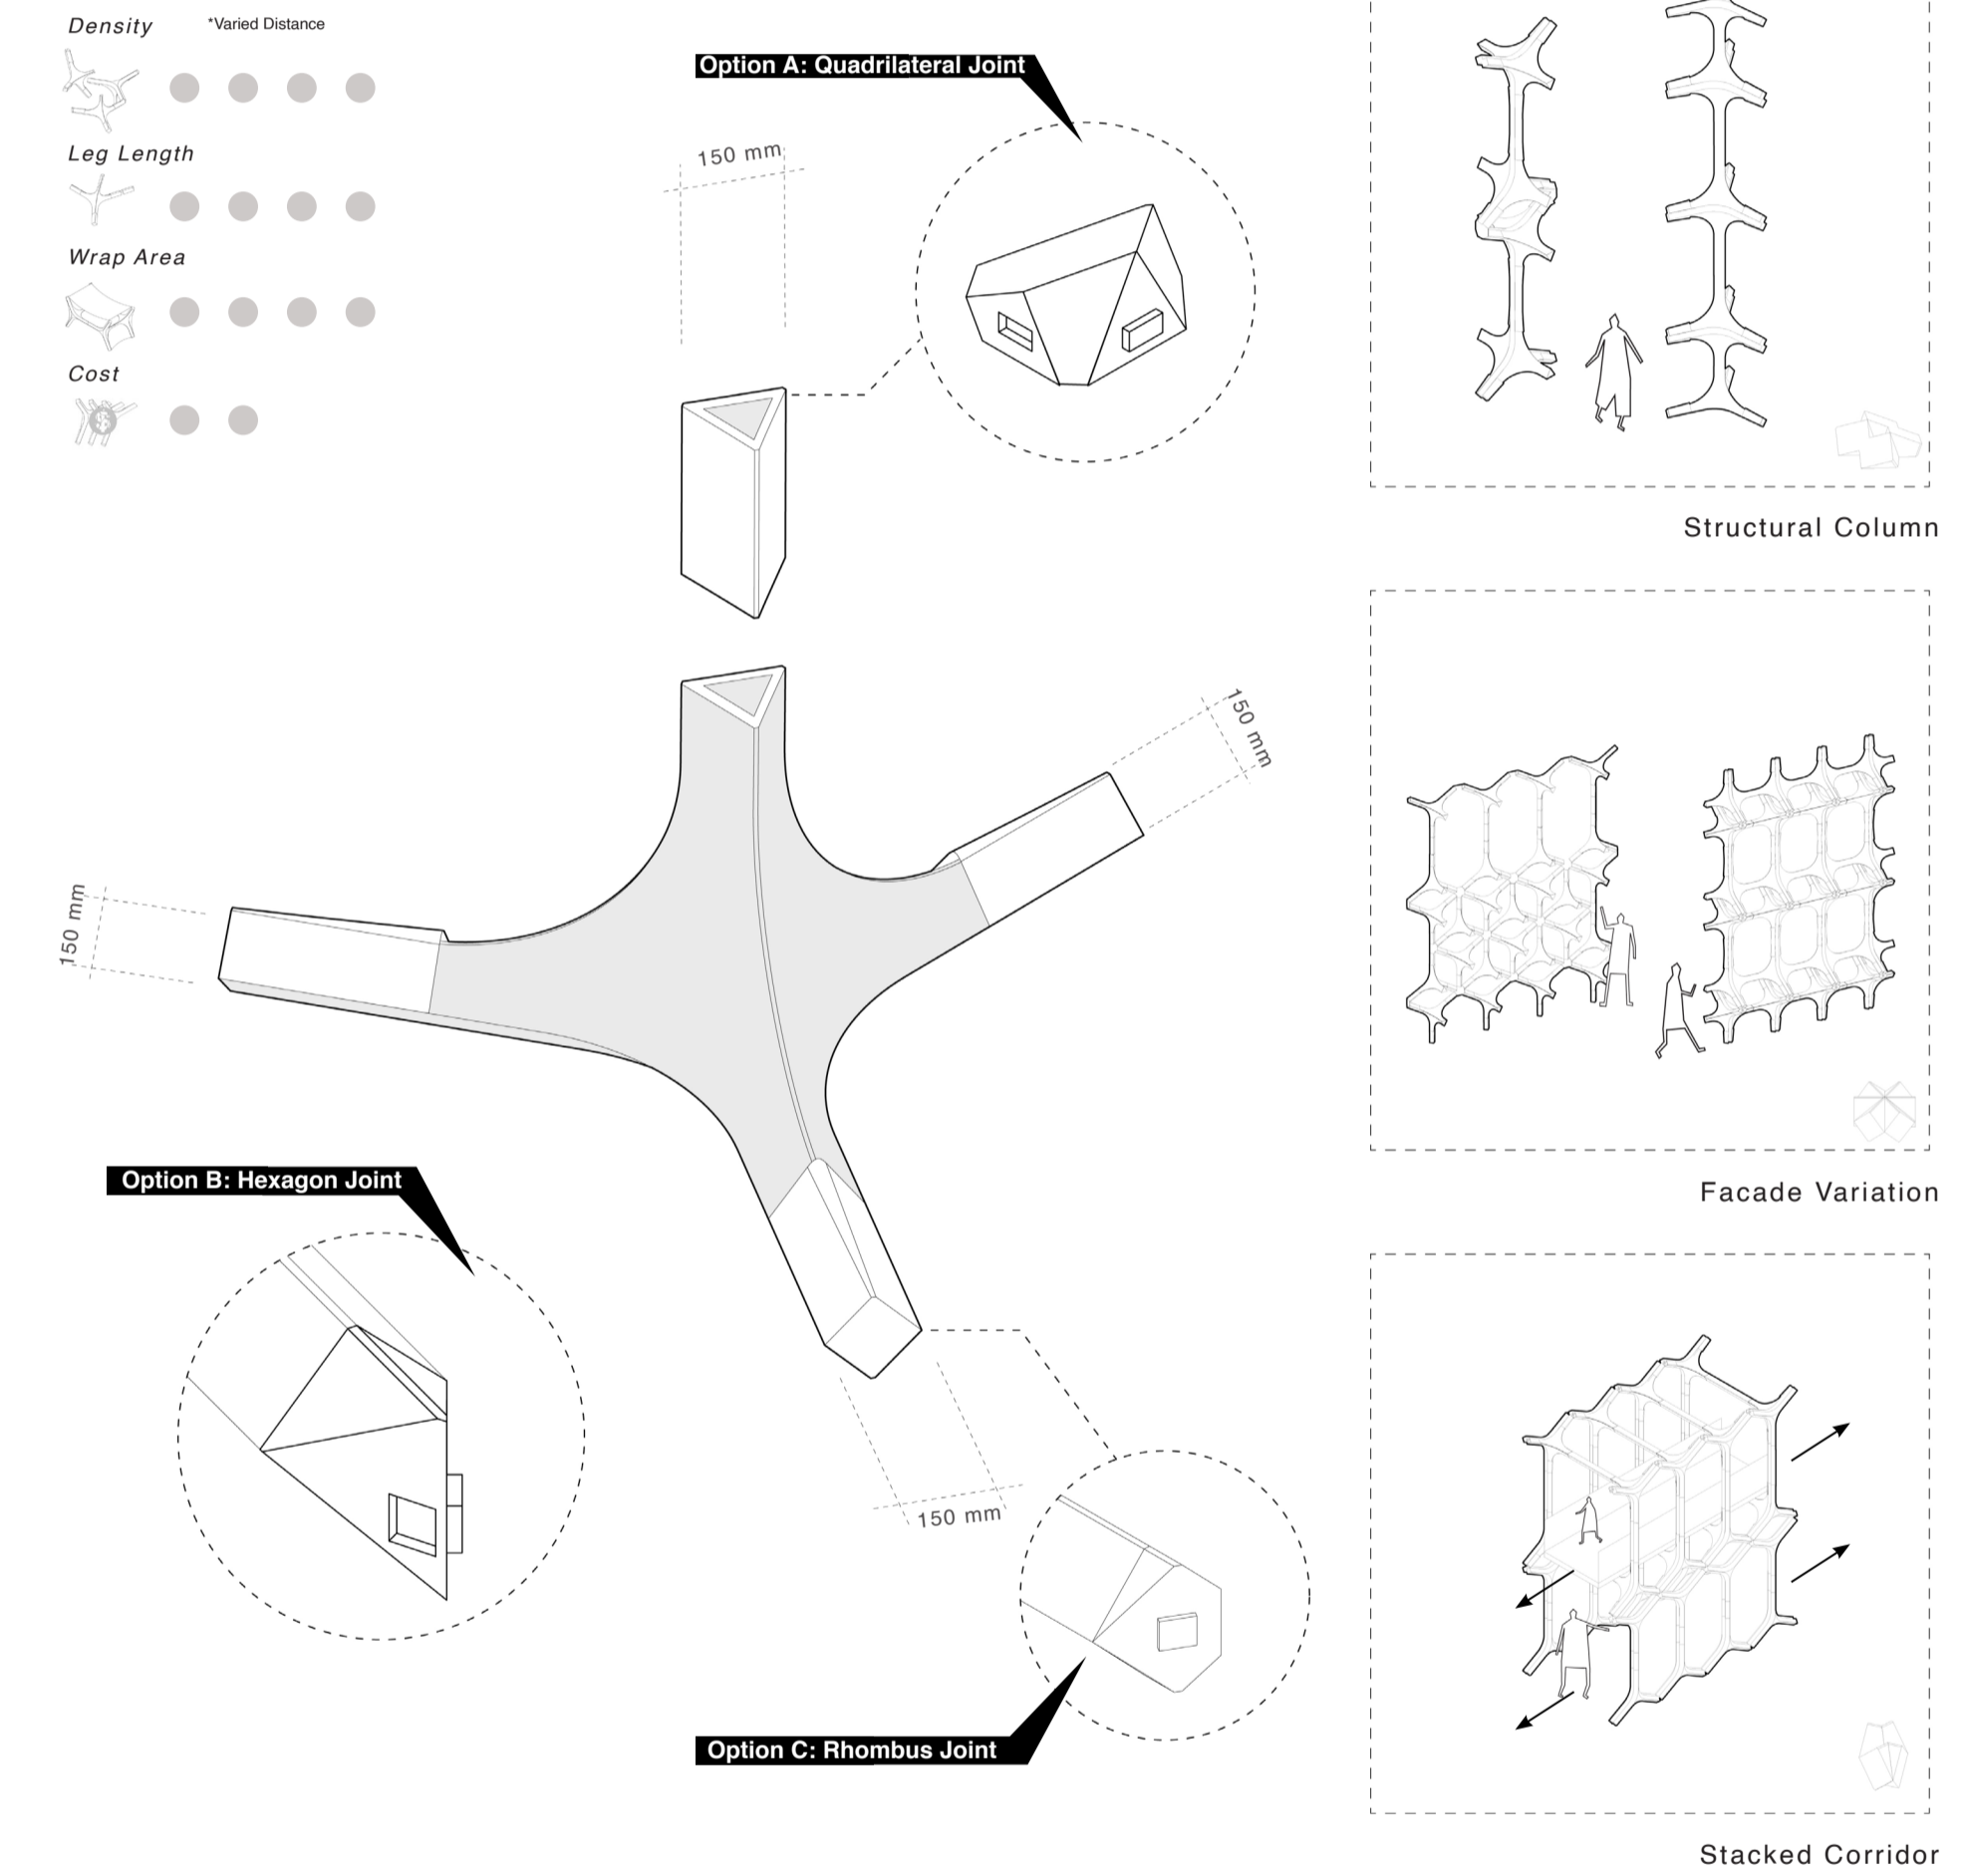 Density
*Varied Distance
Leg Length
Wrap Area
Cost
$
Option A: Quadrilateral Joint
150 mm
150 mm
150 mm
Option B: Hexagon Joint
150 mm
Option C: Rhombus Joint
Structural Column
Facade Variation
Stacked Corridor